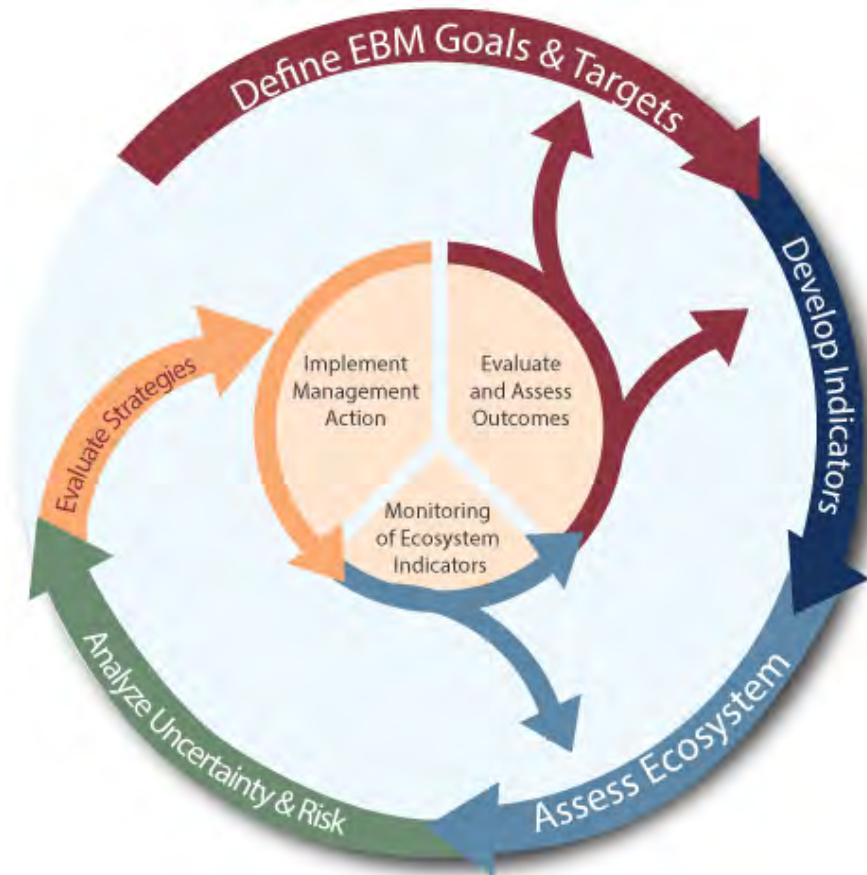 Define EBM Goals & Targets
Develop Indicators
Assess Ecosystem
Analyze Uncertainty & Risk
Evaluate Strategies
Implement
Management
Action
Evaluate
and Assess
Outcomes
Monitoring
of Ecosystem
Indicators